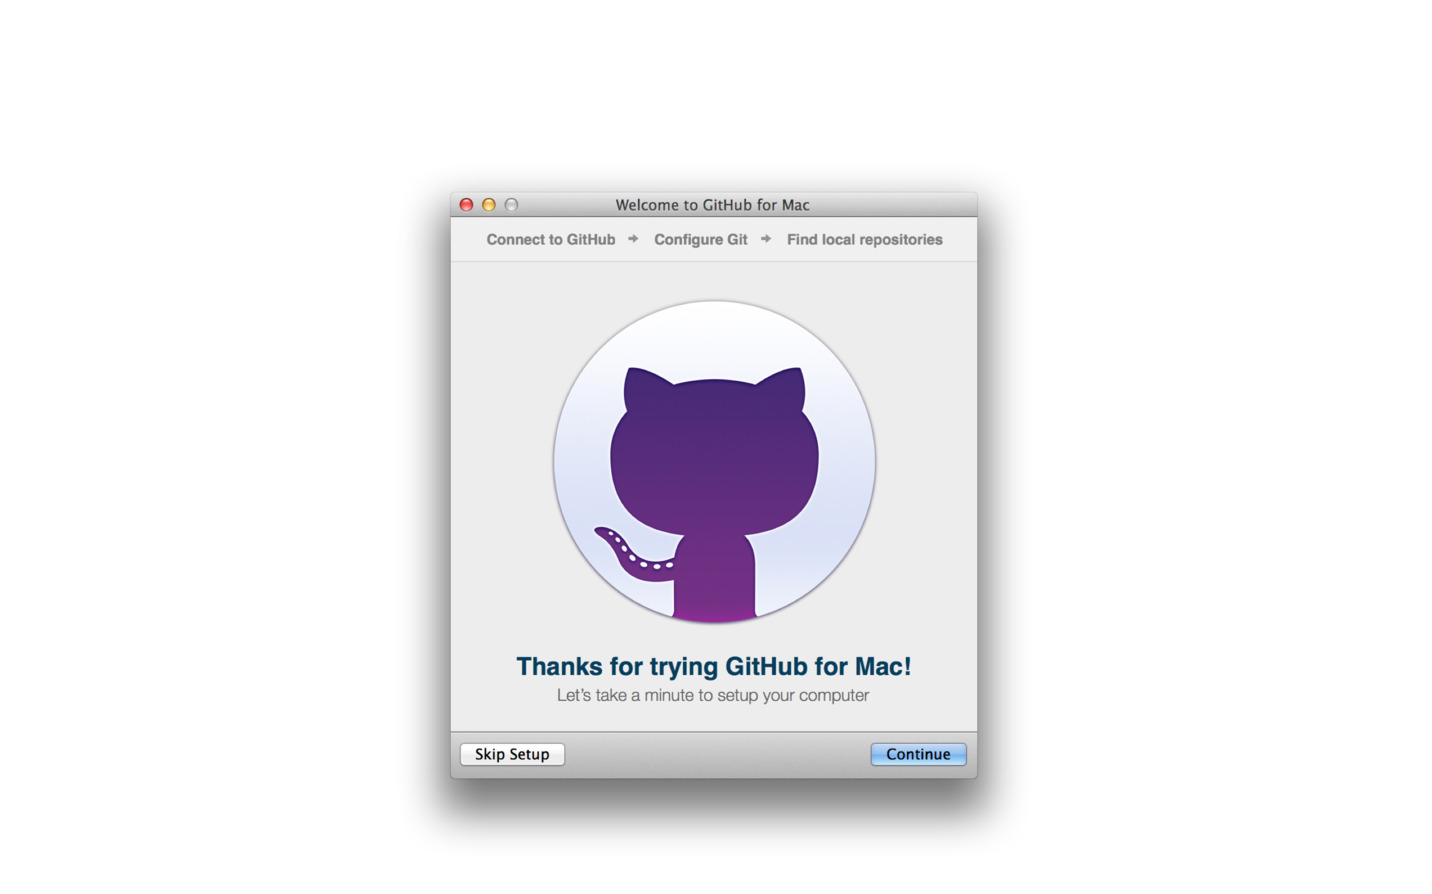 Welcome to GitHub for Mac
Connect to GitHub Configure Git Find local repositories
Thanks for trying GitHub for Mac!
Let's take a minute to setup your computer
Skip Setup Continue